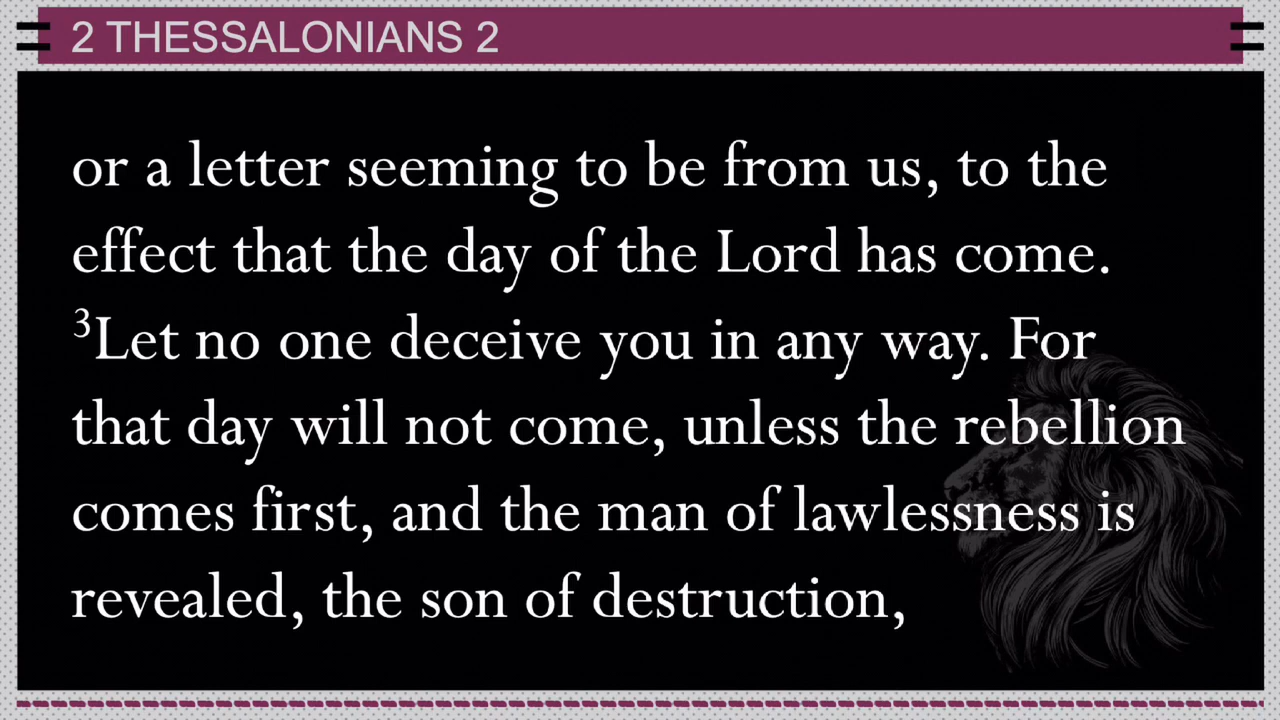 2 THESSALONIANS 2
or a letter seeming to be from us, to the
effect that the day of the Lord has come.
³Let no one deceive you in any way. For
that day will not come, unless the rebellion
comes first, and the man of lawlessness is
revealed, the son of destruction,